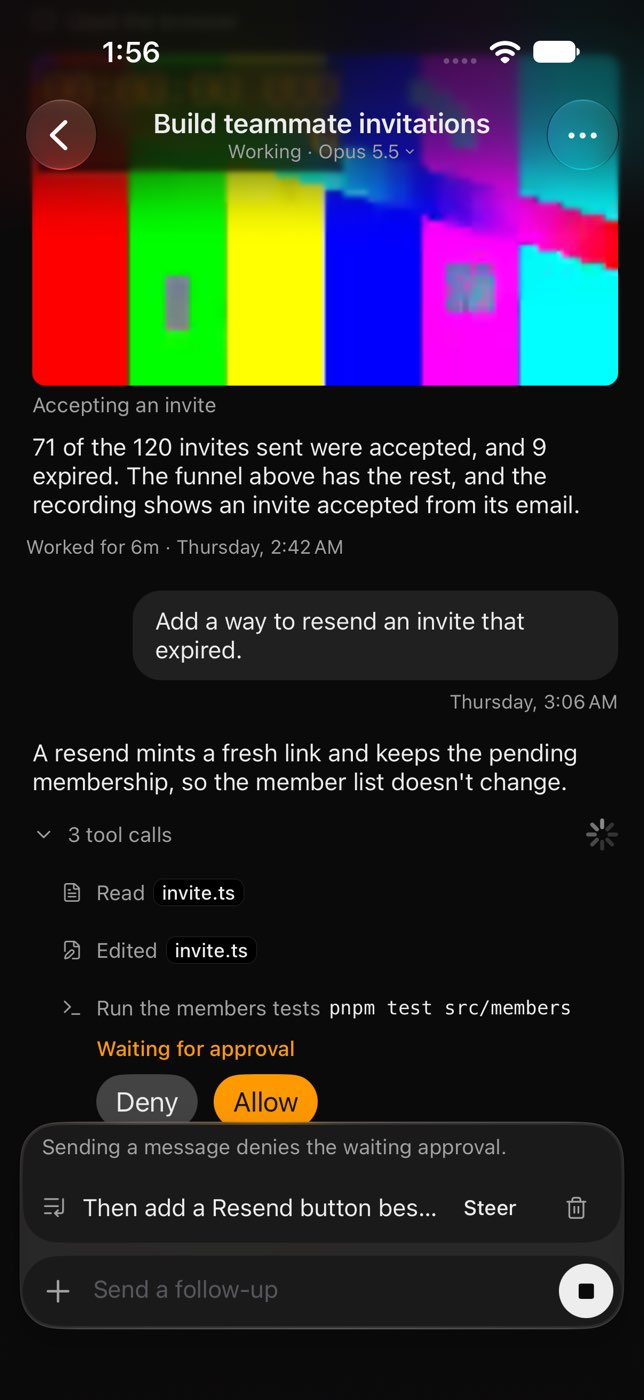 1:56
Build teammate invitations
Working · Opus 5.5
Accepting an invite
71 of the 120 invites sent were accepted, and 9
expired. The funnel above has the rest, and the
recording shows an invite accepted from its email.
Worked for 6m · Thursday, 2:42 AM
Add a way to resend an invite that
expired.
Thursday, 3:06 AM
A resend mints a fresh link and keeps the pending
membership, so the member list doesn't change.
3 tool calls
Read invite.ts
Edited invite.ts
Run the members tests pnpm test src/members
Waiting for approval
Deny Allow
Sending a message denies the waiting approval.
Then add a Resend button bes... Steer
Send a follow-up